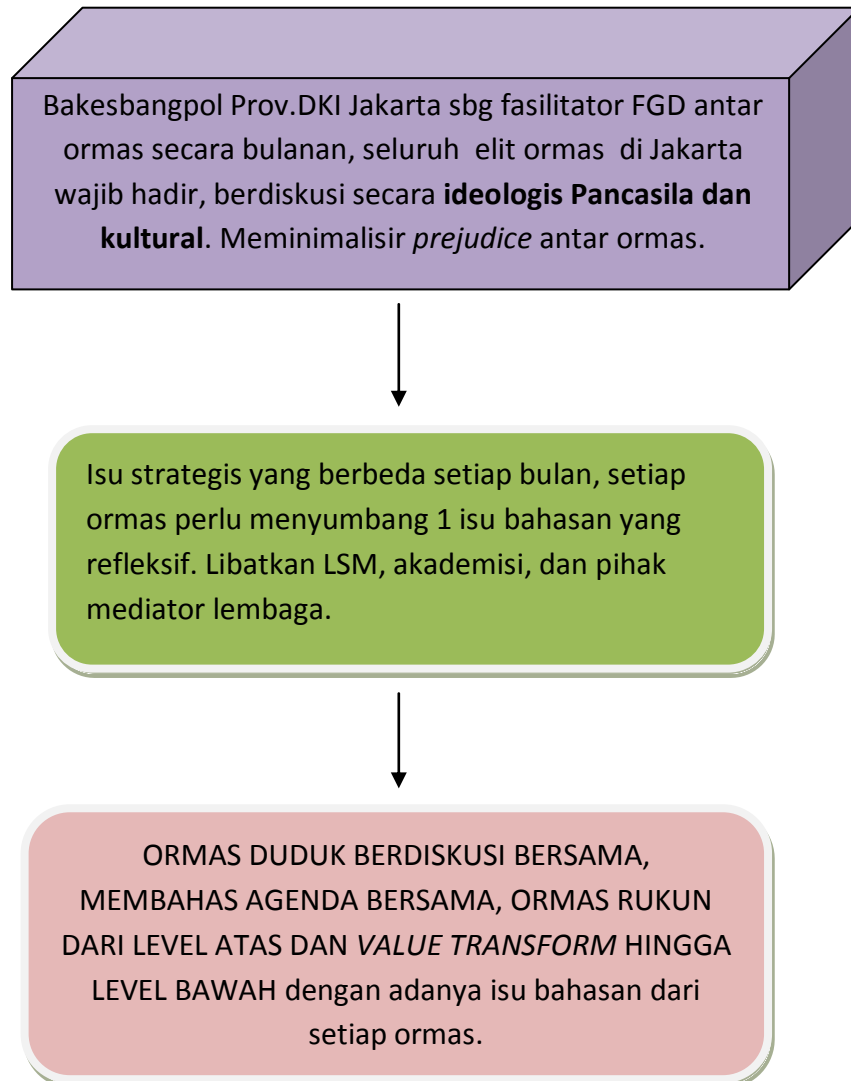 Bakesbangpol Prov.DKI Jakarta sbg fasilitator FGD antar
ormas secara bulanan, seluruh elit ormas di Jakarta
wajib hadir, berdiskusi secara ideologis Pancasila dan
kultural. Meminimalisir prejudice antar ormas.
Isu strategis yang berbeda setiap bulan, setiap
ormas perlu menyumbang 1 isu bahasan yang
refleksif. Libatkan LSM, akademisi, dan pihak
mediator lembaga.
ORMAS DUDUK BERDISKUSI BERSAMA,
MEMBAHAS AGENDA BERSAMA, ORMAS RUKUN
DARI LEVEL ATAS DAN VALUE TRANSFORM HINGGA
LEVEL BAWAH dengan adanya isu bahasan dari
setiap ormas.